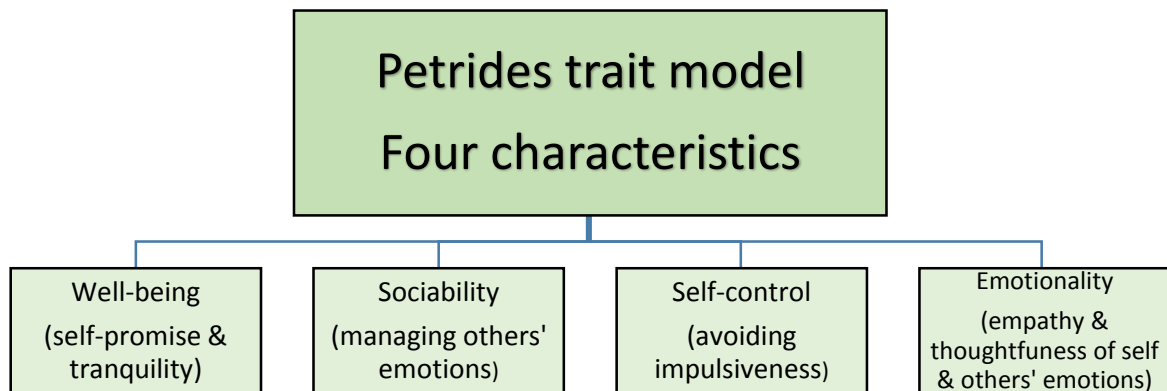 Petrides trait model
Four characteristics
Well-being
(self-promise &
tranquility)
Sociability
(managing others'
emotions)
Self-control
(avoiding
impulsiveness)
Emotionality
(empathy &
thoughtfuness of self
& others' emotions)